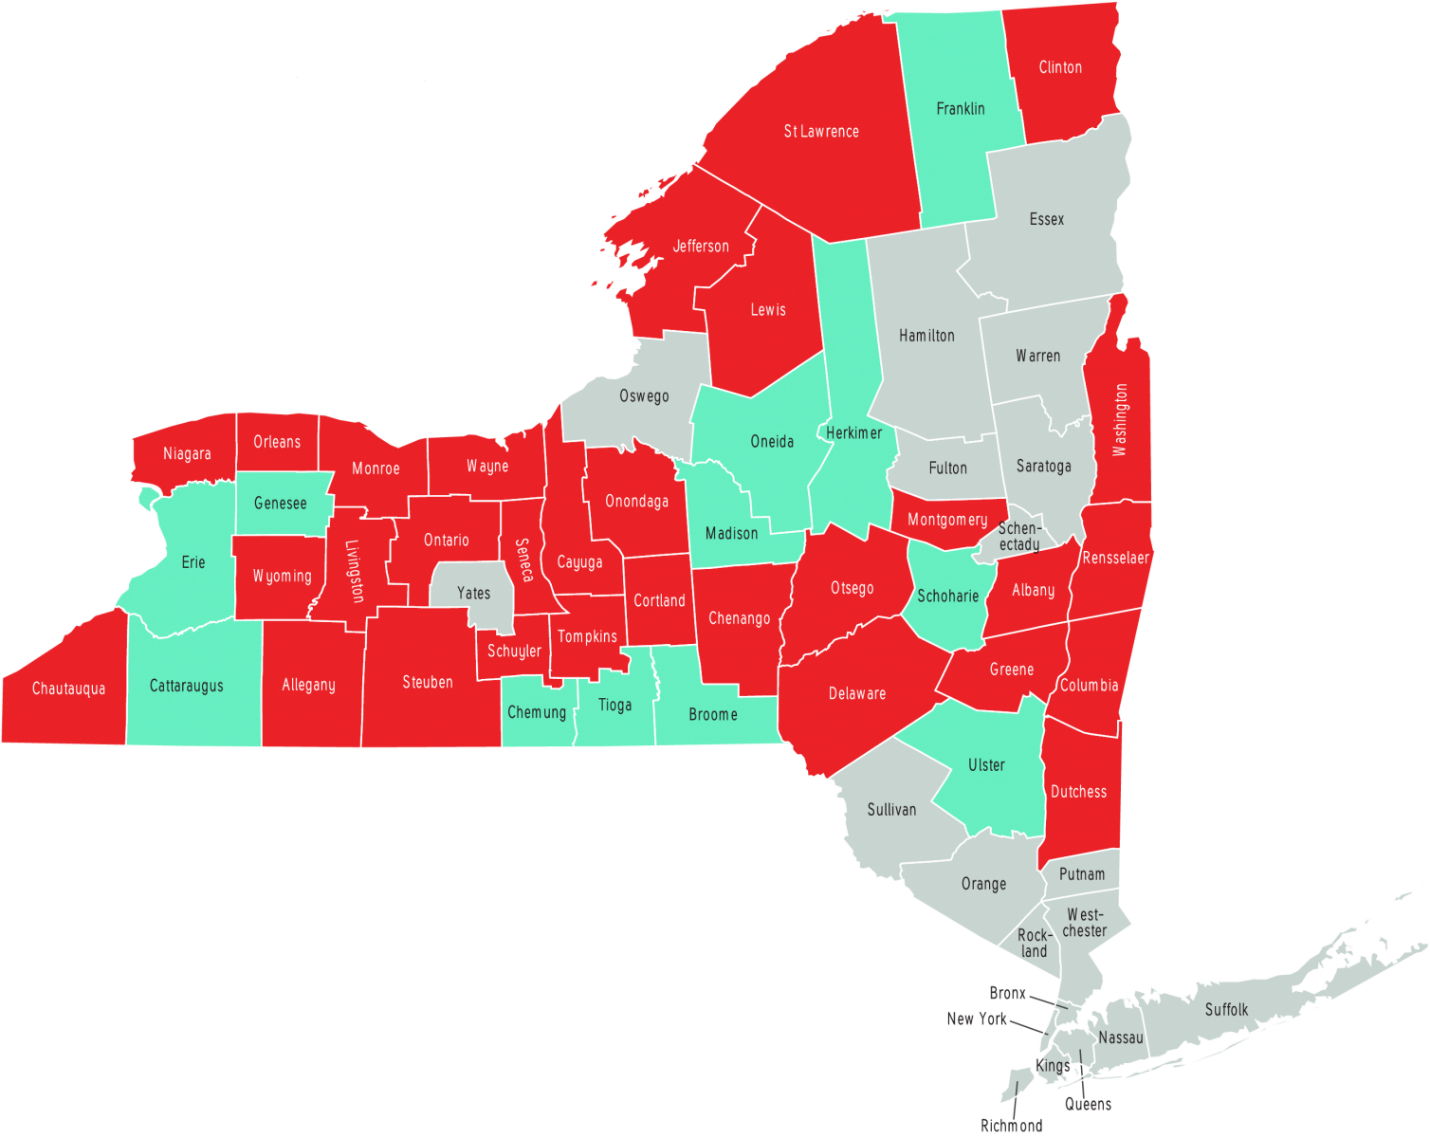 Clinton
Franklin
St Lawrence
Essex
Jefferson
Lewis
Hamilton
Warren
Oswego
Washington
Herkimer
Oneida
Niagara
Orleans
Monroe
Wayne
Fulton
Saratoga
Genesee
Onondaga
Montgomery
Madison
Schen-
ectady
Ontario
Seneca
Cayuga
Erie
Wyoming
Livingston
Rensselaer
Yates
Otsego
Albany
Schoharie
Cortland
Chenango
Tompkins
Schuyler
Greene
Columbia
Chautauqua
Cattaraugus
Allegany
Steuben
Delaware
Chemung
Tioga
Broome
Ulster
Dutchess
Sullivan
Putnam
Orange
West-
chester
Rock-
land
Bronx
New York
Suffolk
Nassau
Kings
Queens
Richmond